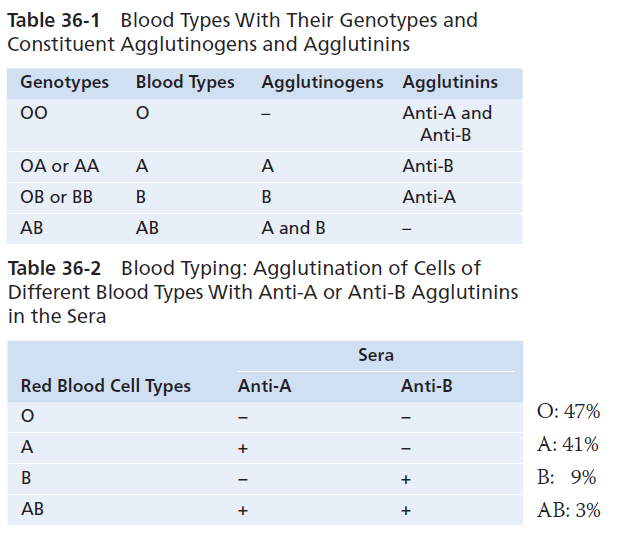 Table 36-1 Blood Types With Their Genotypes and
Constituent Agglutinogens and Agglutinins
Genotypes Blood Types Agglutinogens Agglutinins
OO O – Anti-A and
Anti-B
OA or AA A A Anti-B
OB or BB B B Anti-A
AB AB A and B –
Table 36-2 Blood Typing: Agglutination of Cells of
Different Blood Types With Anti-A or Anti-B Agglutinins
in the Sera
Sera
Red Blood Cell Types Anti-A Anti-B
O – –
A + –
B – +
AB + +
O: 47%
A: 41%
B: 9%
AB: 3%